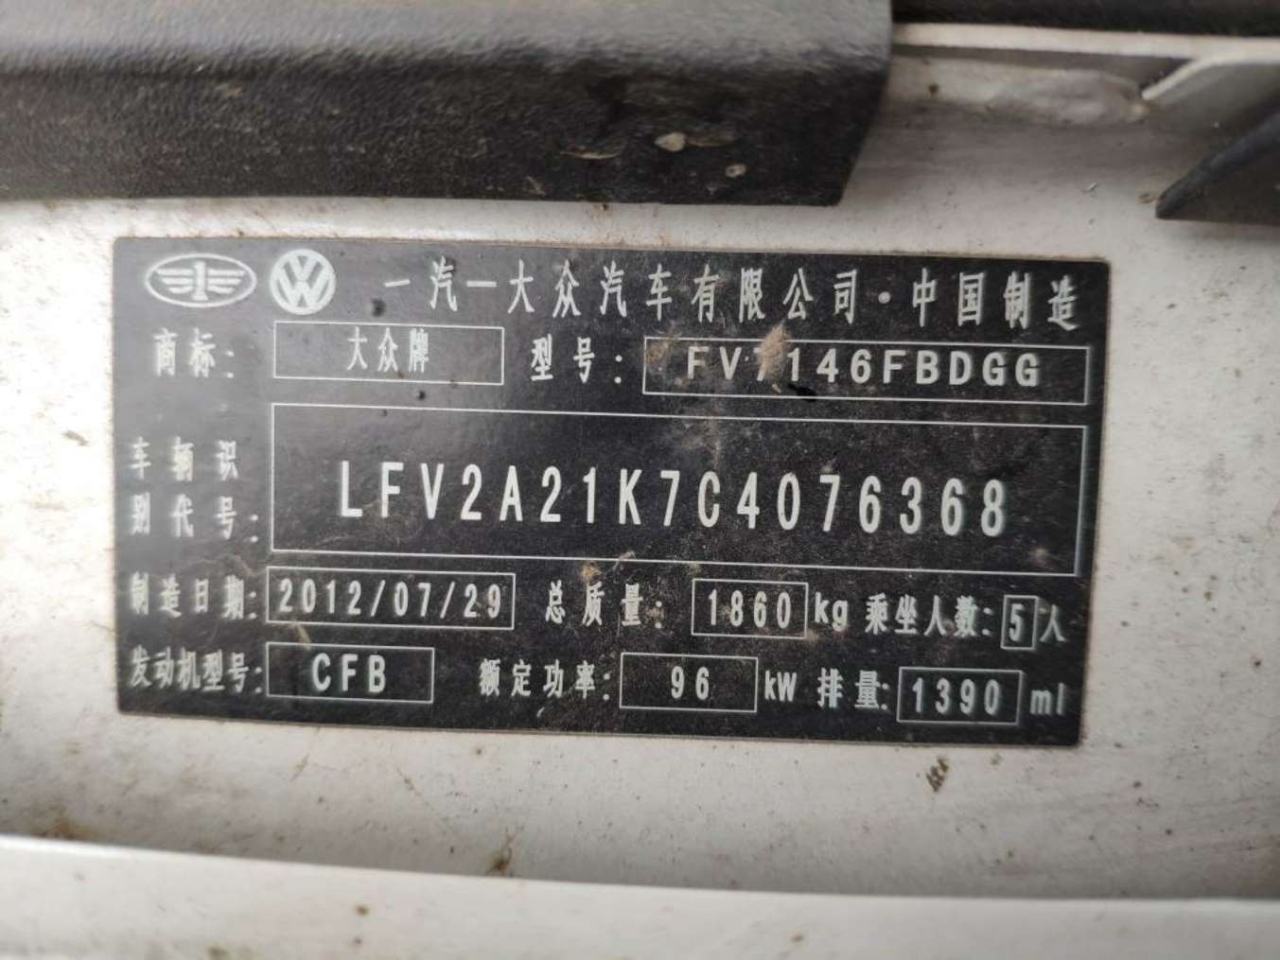 一汽一大众汽车有限公司·中国制造
商标: 大众牌 型号: FV7146FBDGG
车辆识
别代号: LFV2A21K7C4076368
制造日期: 2012/07/29 总质量: 1860 kg 乘坐人数: 5 人
发动机型号: CFB 额定功率: 96 kW 排量: 1390 ml